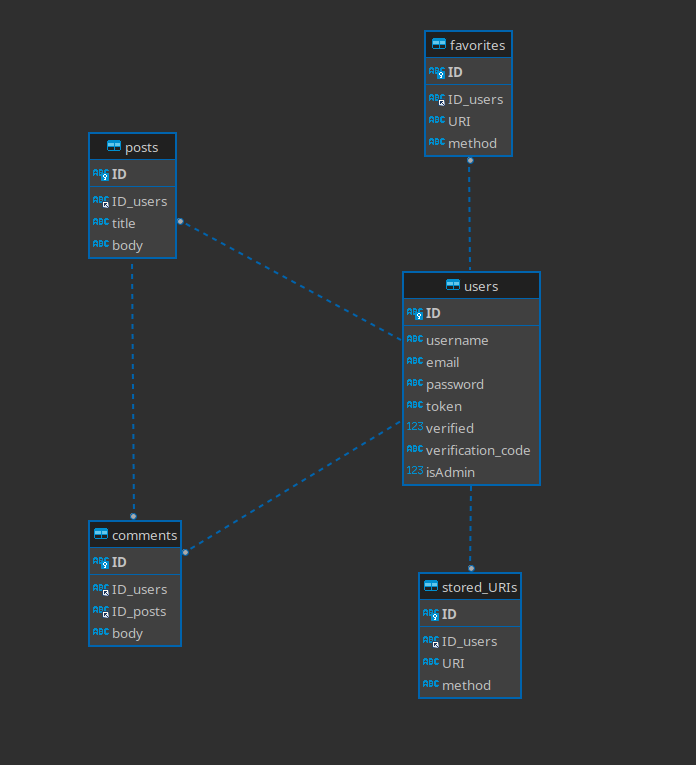 favorites
ABC ID
ABC ID_users
ABC URI
ABC method
posts
ABC ID
ABC ID_users
ABC title
ABC body
users
ABC ID
ABC username
ABC email
ABC password
ABC token
123 verified
ABC verification_code
123 isAdmin
comments
ABC ID
ABC ID_users
ABC ID_posts
ABC body
stored_URIs
ABC ID
ABC ID_users
ABC URI
ABC method